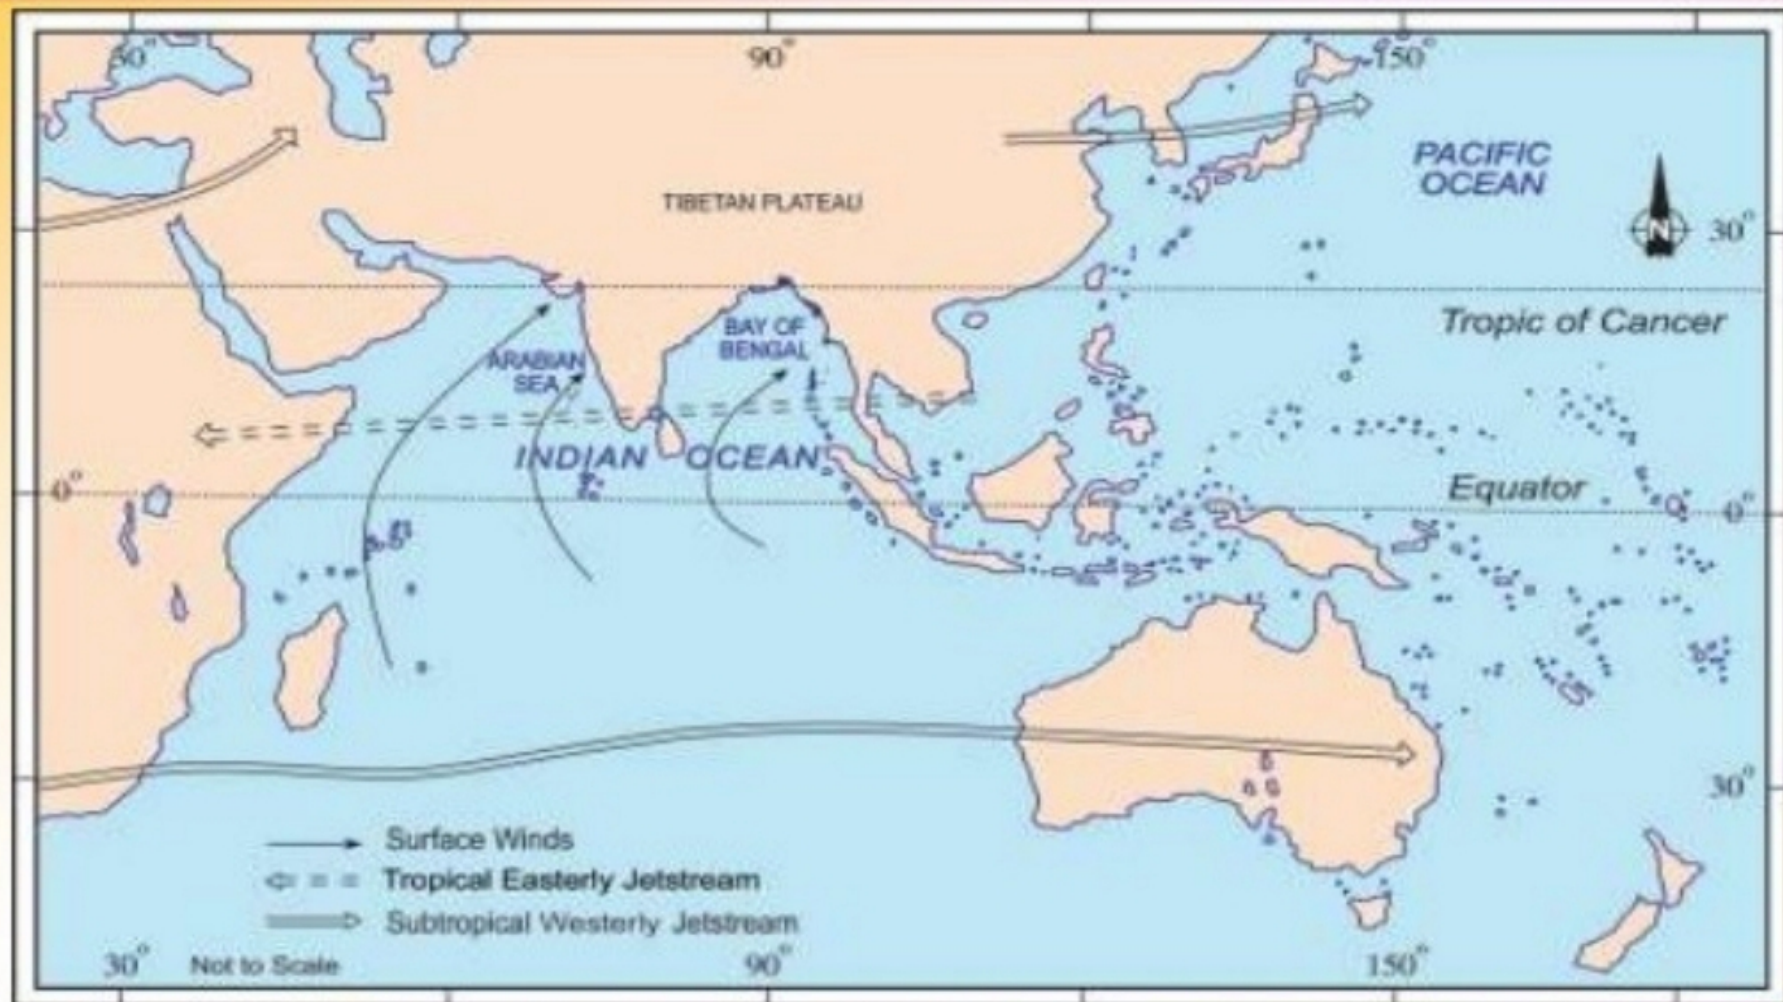 30°
90°
150°
PACIFIC
OCEAN
N
30°
TIBETAN PLATEAU
Tropic of Cancer
BAY OF
BENGAL
ARABIAN
SEA
INDIAN OCEAN
0°
Equator
0°
30°
Surface Winds
Tropical Easterly Jetstream
Subtropical Westerly Jetstream
30°
Not to Scale
90°
150°